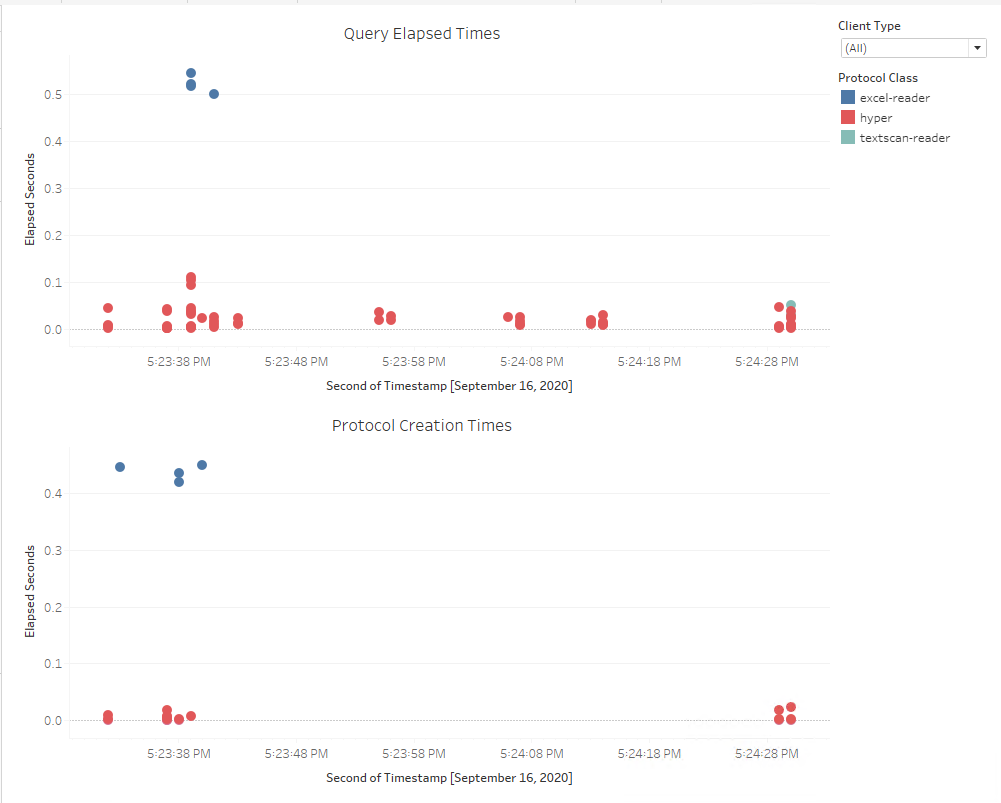 Query Elapsed Times
Client Type
(All)
Protocol Class
excel-reader
hyper
textscan-reader
Elapsed Seconds
0.5
0.4
0.3
0.2
0.1
0.0
5:23:38 PM 5:23:48 PM 5:23:58 PM 5:24:08 PM 5:24:18 PM 5:24:28 PM
Second of Timestamp [September 16, 2020]
Protocol Creation Times
Elapsed Seconds
0.4
0.3
0.2
0.1
0.0
5:23:38 PM 5:23:48 PM 5:23:58 PM 5:24:08 PM 5:24:18 PM 5:24:28 PM
Second of Timestamp [September 16, 2020]